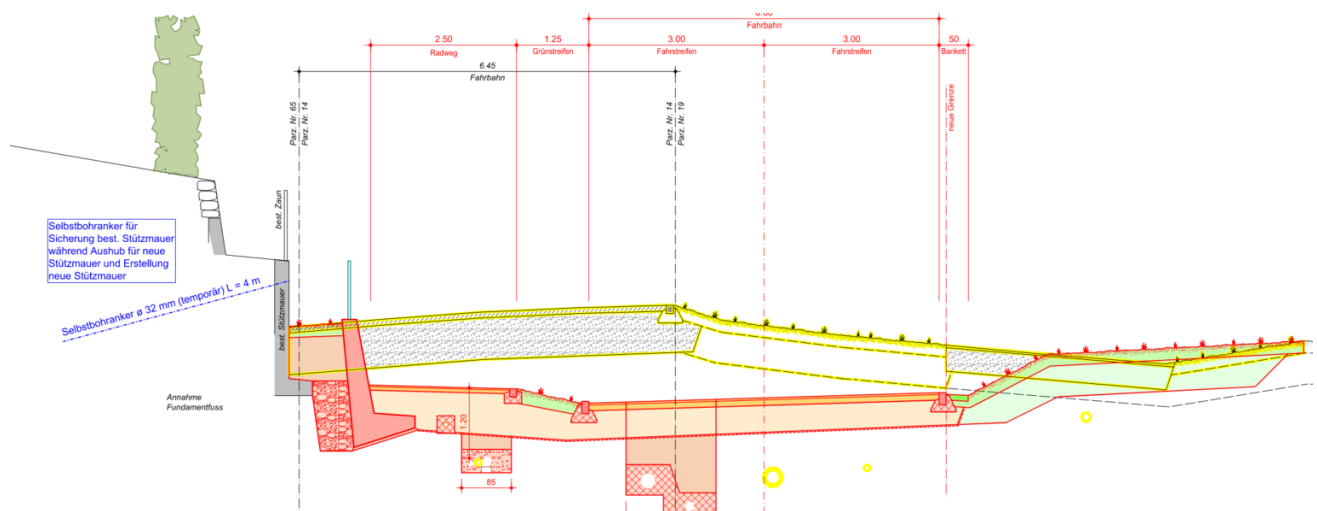 6.00
Fahrbahn
2.50
1.25
3.00
3.00
50
Radweg
Grünstreifen
Fahrstreifen
Fahrstreifen
Bankett
6.45
Fahrbahn
Parz. Nr. 65
Parz. Nr. 14
Parz. Nr. 14
Parz. Nr. 19
neue Grenze
best. Zaun
Selbstbohranker für
Sicherung best. Stützmauer
während Aushub für neue
Stützmauer und Erstellung
neue Stützmauer
Selbstbohranker ø 32 mm (temporär) L = 4 m
best. Stützmauer
Annahme
Fundamentfuss
1.20
85